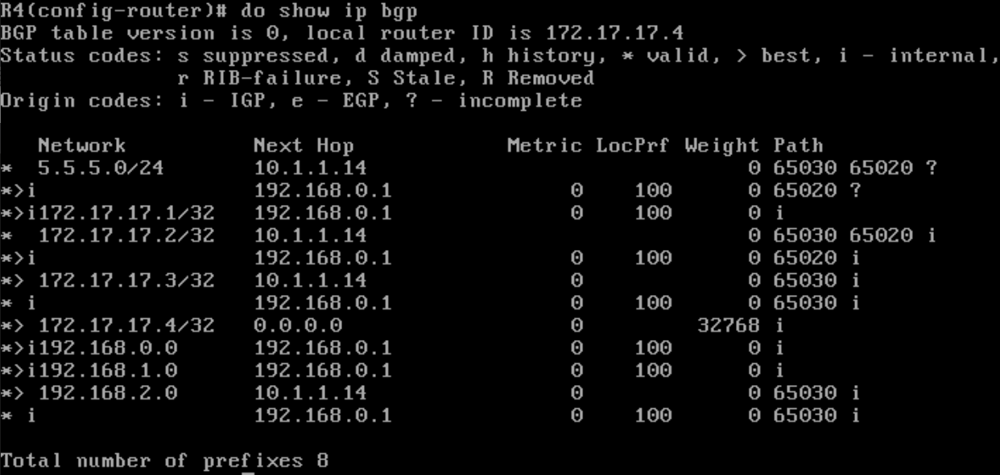 R4(config-router)# do show ip bgp
BGP table version is 0, local router ID is 172.17.17.4
Status codes: s suppressed, d damped, h history, * valid, > best, i - internal,
              r RIB-failure, S Stale, R Removed
Origin codes: i - IGP, e - EGP, ? - incomplete

   Network          Next Hop            Metric LocPrf Weight Path
*  5.5.5.0/24       10.1.1.14                              0 65030 65020 ?
*>i                 192.168.0.1              0    100      0 65020 ?
*>i172.17.17.1/32   192.168.0.1              0    100      0 i
*  172.17.17.2/32   10.1.1.14                              0 65030 65020 i
*>i                 192.168.0.1              0    100      0 65020 i
*> 172.17.17.3/32   10.1.1.14                0             0 65030 i
* i                 192.168.0.1              0    100      0 65030 i
*> 172.17.17.4/32   0.0.0.0                  0         32768 i
*>i192.168.0.0      192.168.0.1              0    100      0 i
*>i192.168.1.0      192.168.0.1              0    100      0 i
*> 192.168.2.0      10.1.1.14                0             0 65030 i
* i                 192.168.0.1              0    100      0 65030 i

Total number of prefixes 8